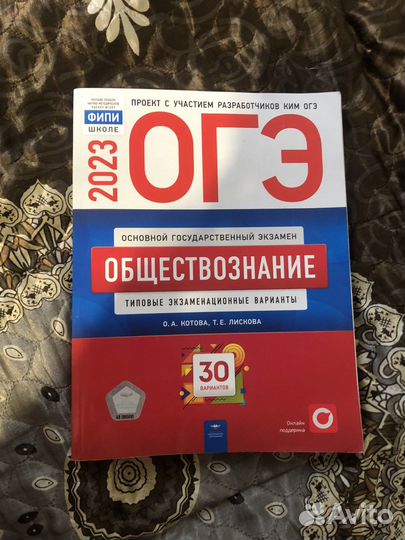 ПРОЕКТ С УЧАСТИЕМ РАЗРАБОТЧИКОВ КИМ ОГЭ
ФИПИ
ШКОЛЕ
2023
ОГЭ
ОСНОВНОЙ ГОСУДАРСТВЕННЫЙ ЭКЗАМЕН
ОБЩЕСТВОЗНАНИЕ
ТИПОВЫЕ ЭКЗАМЕНАЦИОННЫЕ ВАРИАНТЫ
О. А. КОТОВА, Т. Е. ЛИСКОВА
30
ВАРИАНТОВ
Онлайн
поддержка
Avito